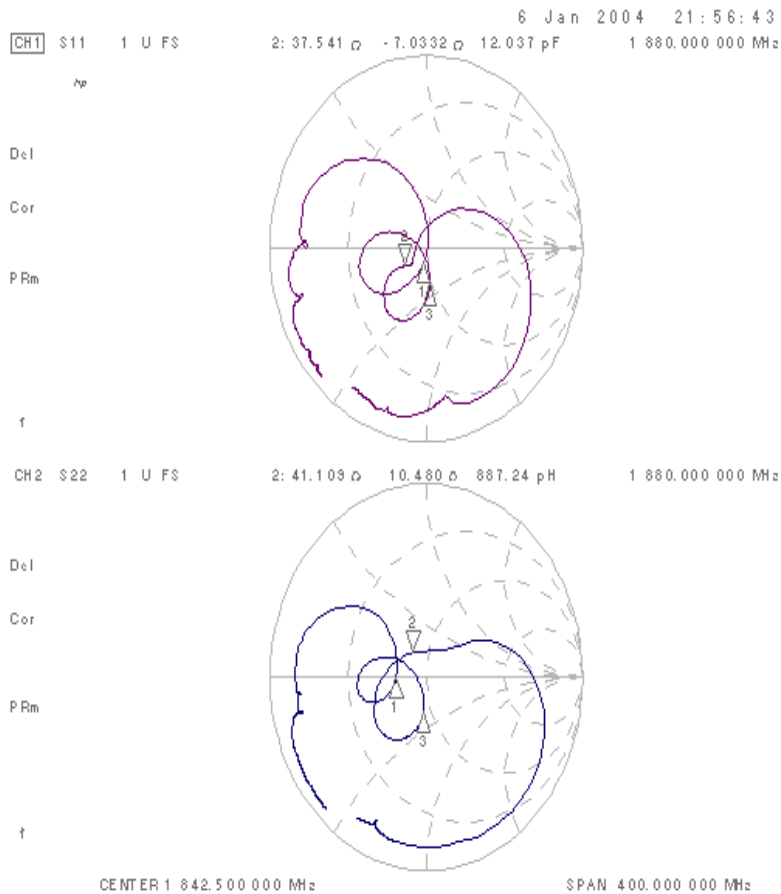 6 Jan 2004 21:56:43
CH1 S11 1 U FS 2: 37.541 Ω -7.0332 Ω 12.037 pF 1 880.000 000 MHz
hp
Del
Cor
PRm
2
1
3
f
CH2 S22 1 U FS 2: 41.109 Ω 10.480 Ω 887.24 pH 1 880.000 000 MHz
Del
Cor
2
PRm
1
3
f
CENTER 1 842.500 000 MHz SPAN 400.000 000 MHz